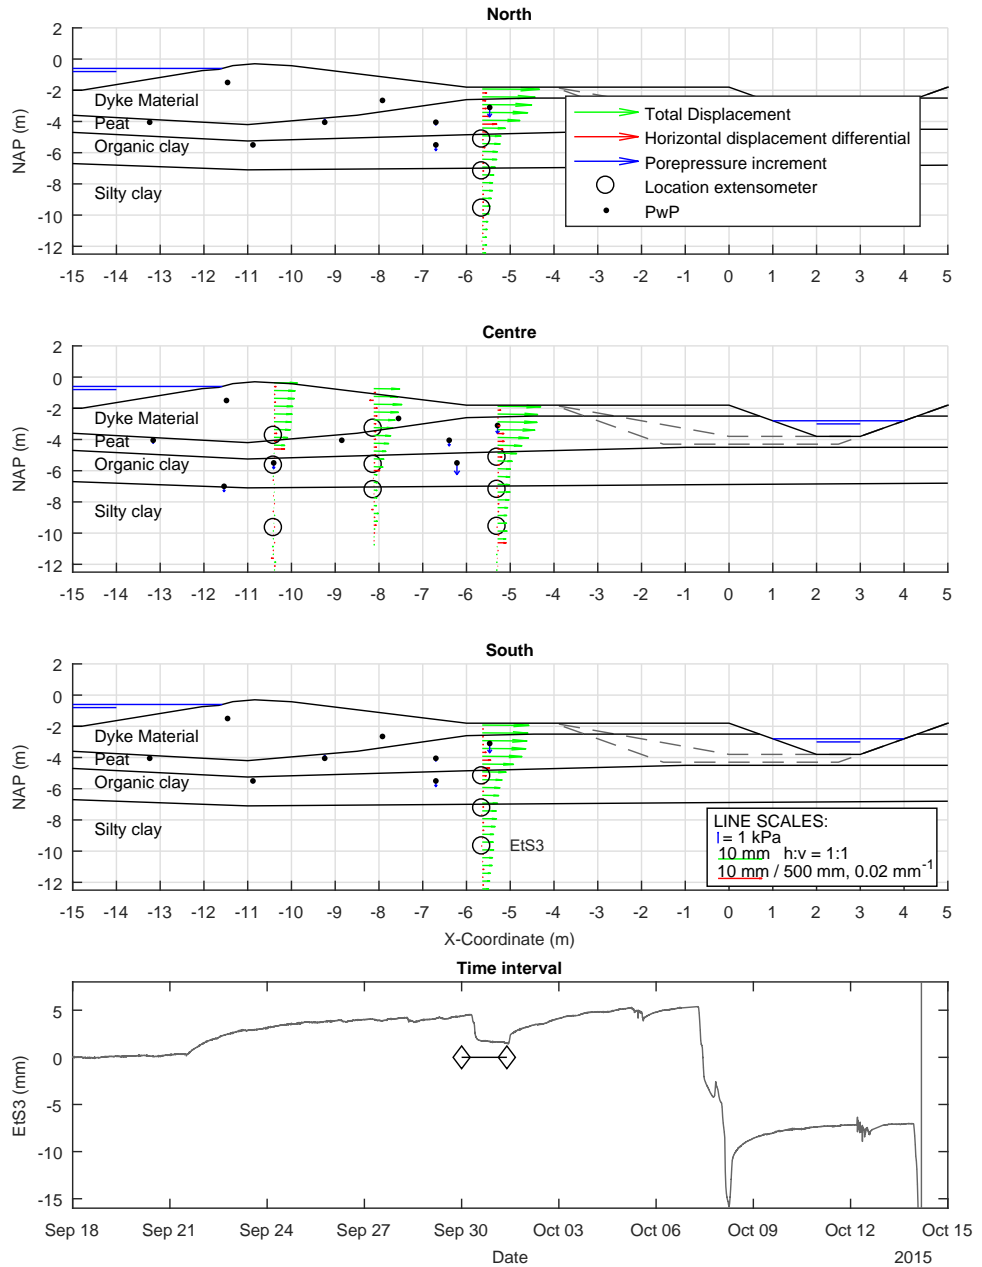 North
2
0
-2
-4
-6
-8
-10
-12
NAP (m)
Dyke Material
Peat
Organic clay
Silty clay
Total Displacement
Horizontal displacement differential
Porepressure increment
Location extensometer
PwP
-15 -14 -13 -12 -11 -10 -9 -8 -7 -6 -5 -4 -3 -2 -1 0 1 2 3 4 5
Centre
2
0
-2
-4
-6
-8
-10
-12
NAP (m)
Dyke Material
Peat
Organic clay
Silty clay
-15 -14 -13 -12 -11 -10 -9 -8 -7 -6 -5 -4 -3 -2 -1 0 1 2 3 4 5
South
2
0
-2
-4
-6
-8
-10
-12
NAP (m)
Dyke Material
Peat
Organic clay
Silty clay
EtS3
LINE SCALES:
= 1 kPa
10 mm h:v = 1:1
10 mm / 500 mm, 0.02 mm-1
-15 -14 -13 -12 -11 -10 -9 -8 -7 -6 -5 -4 -3 -2 -1 0 1 2 3 4 5
X-Coordinate (m)
Time interval
5
0
-5
-10
-15
EtS3 (mm)
Sep 18 Sep 21 Sep 24 Sep 27 Sep 30 Oct 03 Oct 06 Oct 09 Oct 12 Oct 15
Date
2015